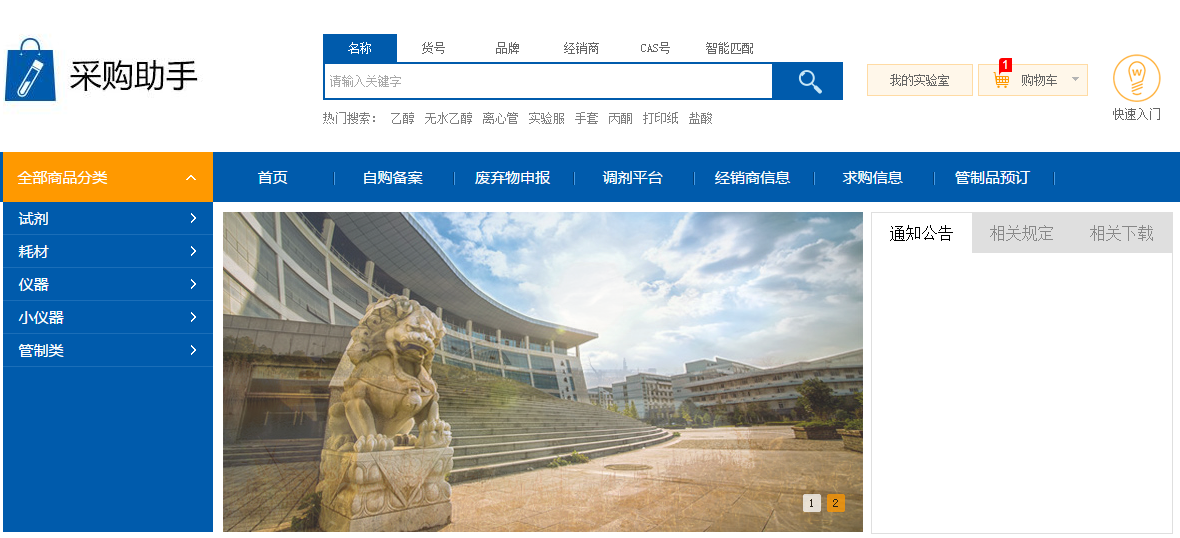 采购助手
名称 货号 品牌 经销商 CAS号 智能匹配
请输入关键字
热门搜索： 乙醇 无水乙醇 离心管 实验服 手套 丙酮 打印纸 盐酸
我的实验室
1
购物车
W
快速入门
全部商品分类
首页 自购备案 废弃物申报 调剂平台 经销商信息 求购信息 管制品预订
试剂
耗材
仪器
小仪器
管制类
1 2
通知公告 相关规定 相关下载